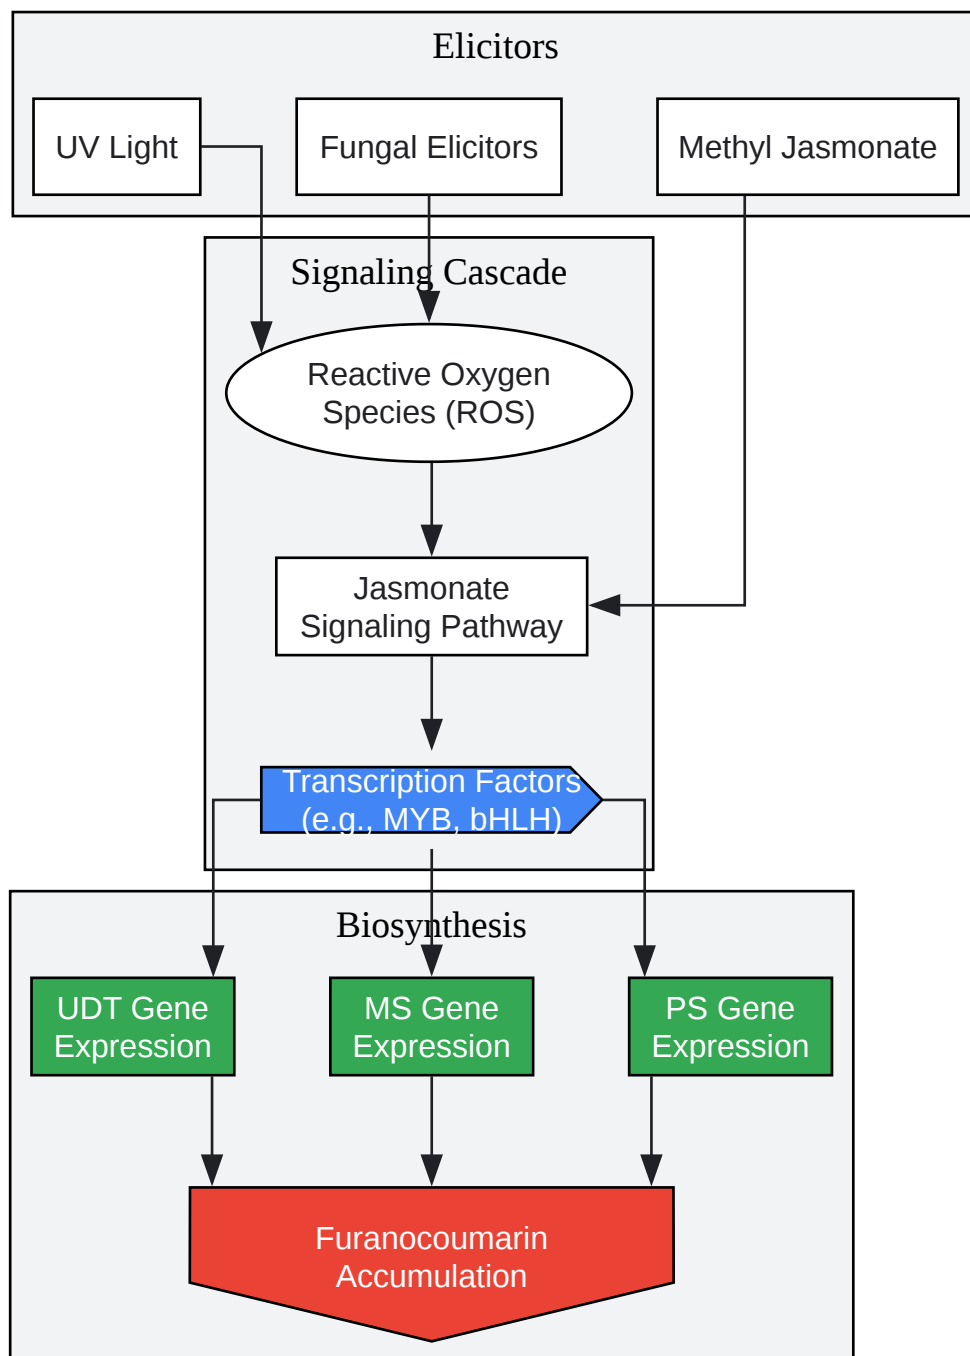 Elicitors
UV Light
Fungal Elicitors
Methyl Jasmonate
Signaling Cascade
Reactive Oxygen
Species (ROS)
Jasmonate
Signaling Pathway
Transcription Factors
(e.g., MYB, bHLH)
Biosynthesis
UDT Gene
Expression
MS Gene
Expression
PS Gene
Expression
Furanocoumarin
Accumulation